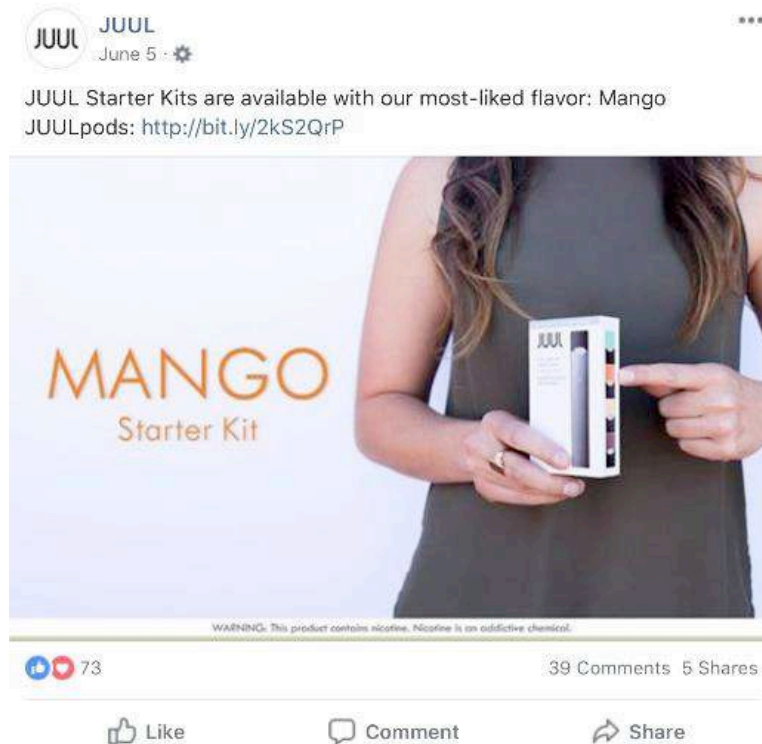 JUUL
JUUL
June 5 ·
JUUL Starter Kits are available with our most-liked flavor: Mango
JUULpods: http://bit.ly/2kS2QrP
MANGO
Starter Kit
JUUL
WARNING: This product contains nicotine. Nicotine is an addictive chemical.
73
39 Comments 5 Shares
Like Comment Share